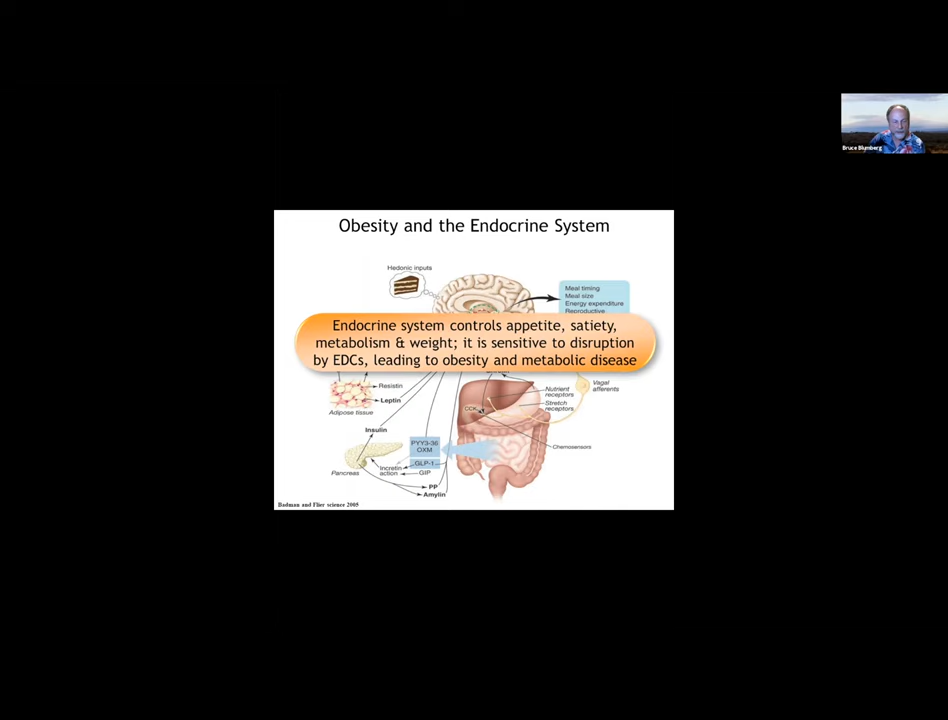 Bruce Blumberg
Obesity and the Endocrine System
Hedonic inputs
Meal timing
Meal size
Energy expenditure
Reproductive
Endocrine system controls appetite, satiety,
metabolism & weight; it is sensitive to disruption
by EDCs, leading to obesity and metabolic disease
Resistin
Leptin
Adipose tissue
Nutrient
receptors
Stretch
receptors
Vagal
afferents
CCK
Insulin
PYY3-36
OXM
GLP-1
GIP
Incretin
action
Pancreas
Chemosensors
PP
Amylin
Badman and Flier science 2005